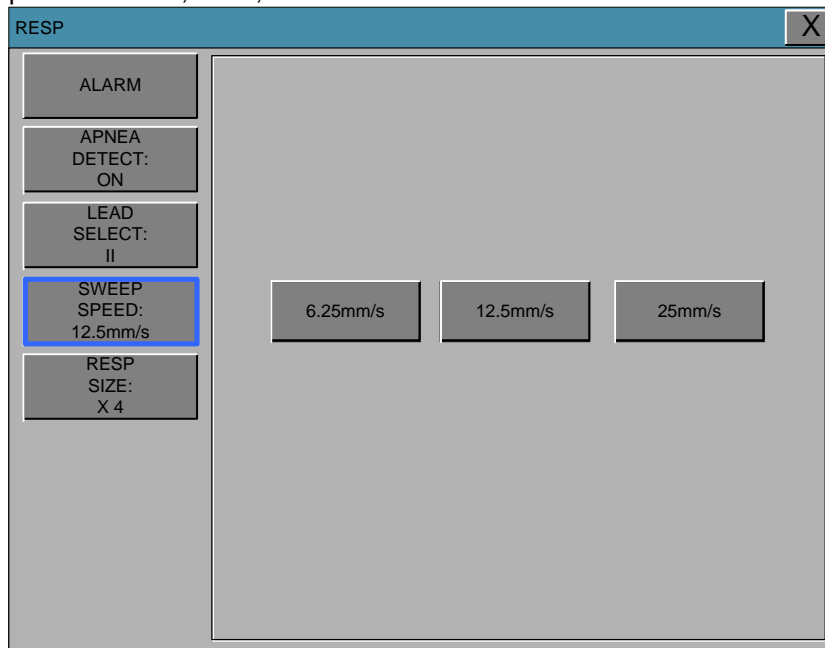 RESP
X
ALARM
APNEA
DETECT:
ON
LEAD
SELECT:
II
SWEEP
SPEED:
12.5mm/s
6.25mm/s
12.5mm/s
25mm/s
RESP
SIZE:
X 4